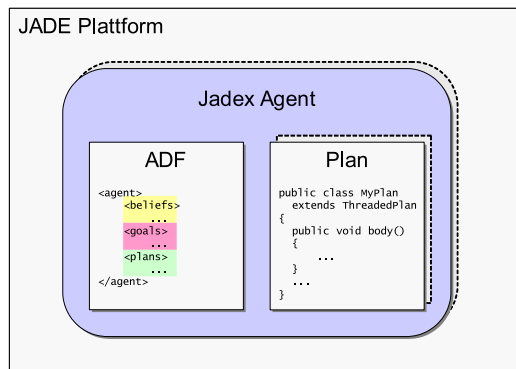 JADE Plattform
Jadex Agent
ADF
<agent>
<beliefs>
...
<goals>
...
<plans>
...
</agent>
Plan
public class MyPlan
extends ThreadedPlan
{
public void body()
{
...
}
...
}